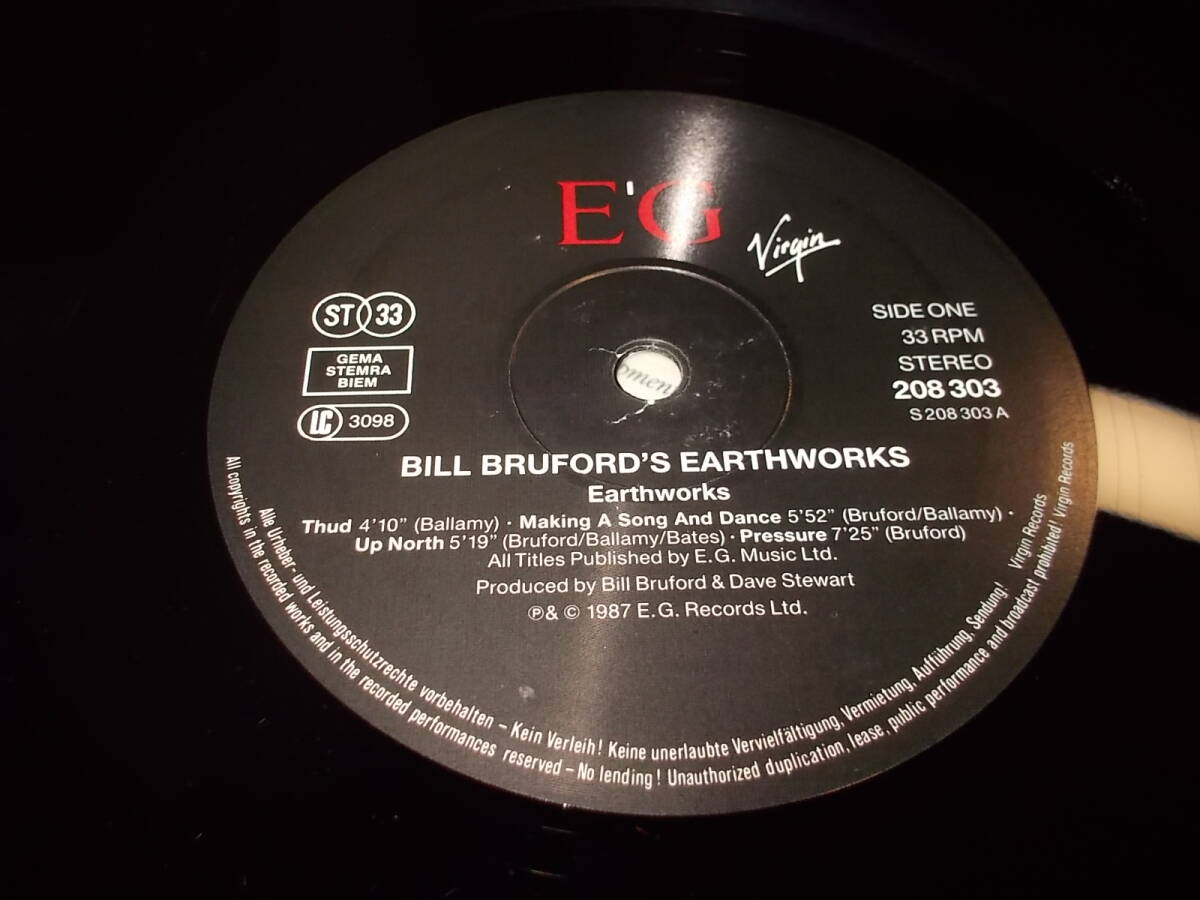 E'G
Virgin
ST 33
GEMA
STEMRA
BIEM
LC 3098
SIDE ONE
33 RPM
STEREO
208 303
S 208 303 A
omen
BILL BRUFORD'S EARTHWORKS
Earthworks
Thud 4'10" (Ballamy) · Making A Song And Dance 5'52" (Bruford/Ballamy) ·
Up North 5'19" (Bruford/Ballamy/Bates) · Pressure 7'25" (Bruford)
All Titles Published by E.G. Music Ltd.
Produced by Bill Bruford & Dave Stewart
℗ & © 1987 E.G. Records Ltd.
Alle Urheber- und Leistungsschutzrechte vorbehalten – Kein Verleih! Keine unerlaubte Vervielfältigung, Vermietung, Aufführung, Sendung! Virgin Records
All copyrights in the recorded works and in the recorded performances reserved – No lending! Unauthorized duplication, lease, public performance and broadcast prohibited! Virgin Records